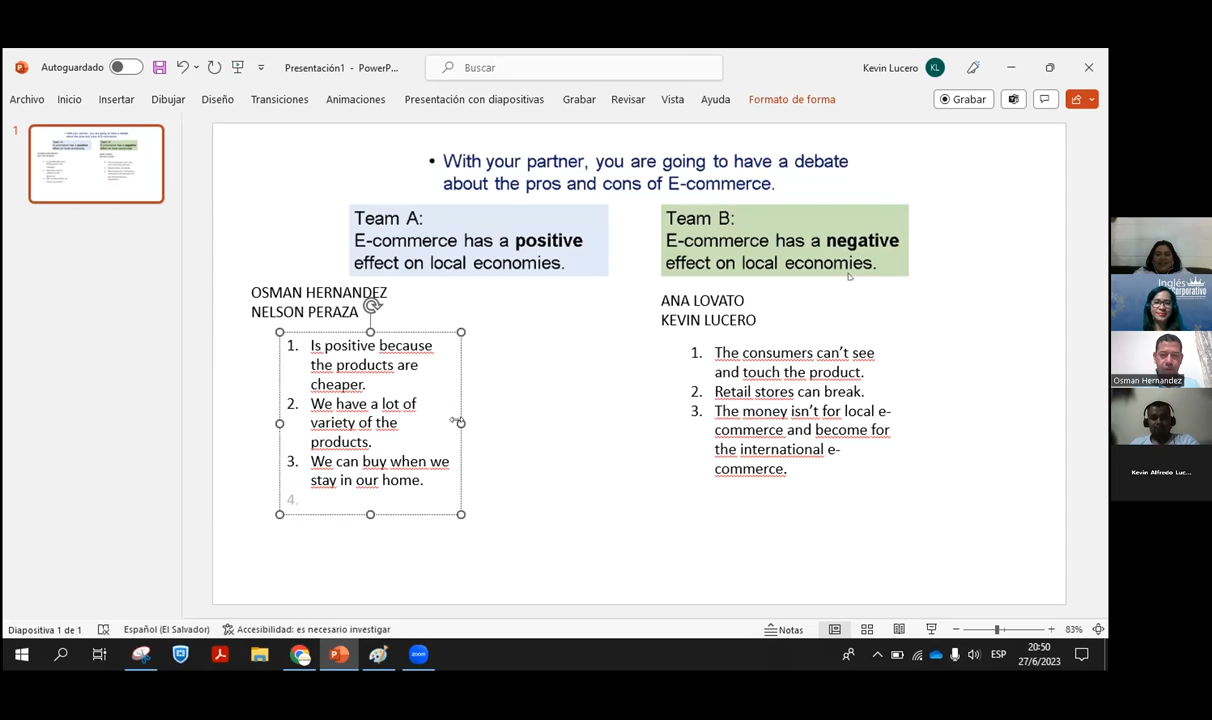 Autoguardado
Presentación1 - PowerP...
Buscar
Kevin Lucero
KL
Archivo
Inicio
Insertar
Dibujar
Diseño
Transiciones
Animaciones
Presentación con diapositivas
Grabar
Revisar
Vista
Ayuda
Formato de forma
Grabar
1
• With your partner, you are going to have a debate
about the pros and cons of E-commerce.
Team A:
E-commerce has a positive
effect on local economies.
Team B:
E-commerce has a negative
effect on local economies.
OSMAN HERNANDEZ
NELSON PERAZA
1. Is positive because
the products are
cheaper.
2. We have a lot of
variety of the
products.
3. We can buy when we
stay in our home.
4.
ANA LOVATO
KEVIN LUCERO
1. The consumers can't see
and touch the product.
2. Retail stores can break.
3. The money isn't for local e-
commerce and become for
the international e-
commerce.
Inglés
Corporativo
Osman Hernandez
Kevin Alfredo Luc...
Diapositiva 1 de 1
Español (El Salvador)
Accesibilidad: es necesario investigar
Notas
83%
zoom
ESP
20:50
27/6/2023